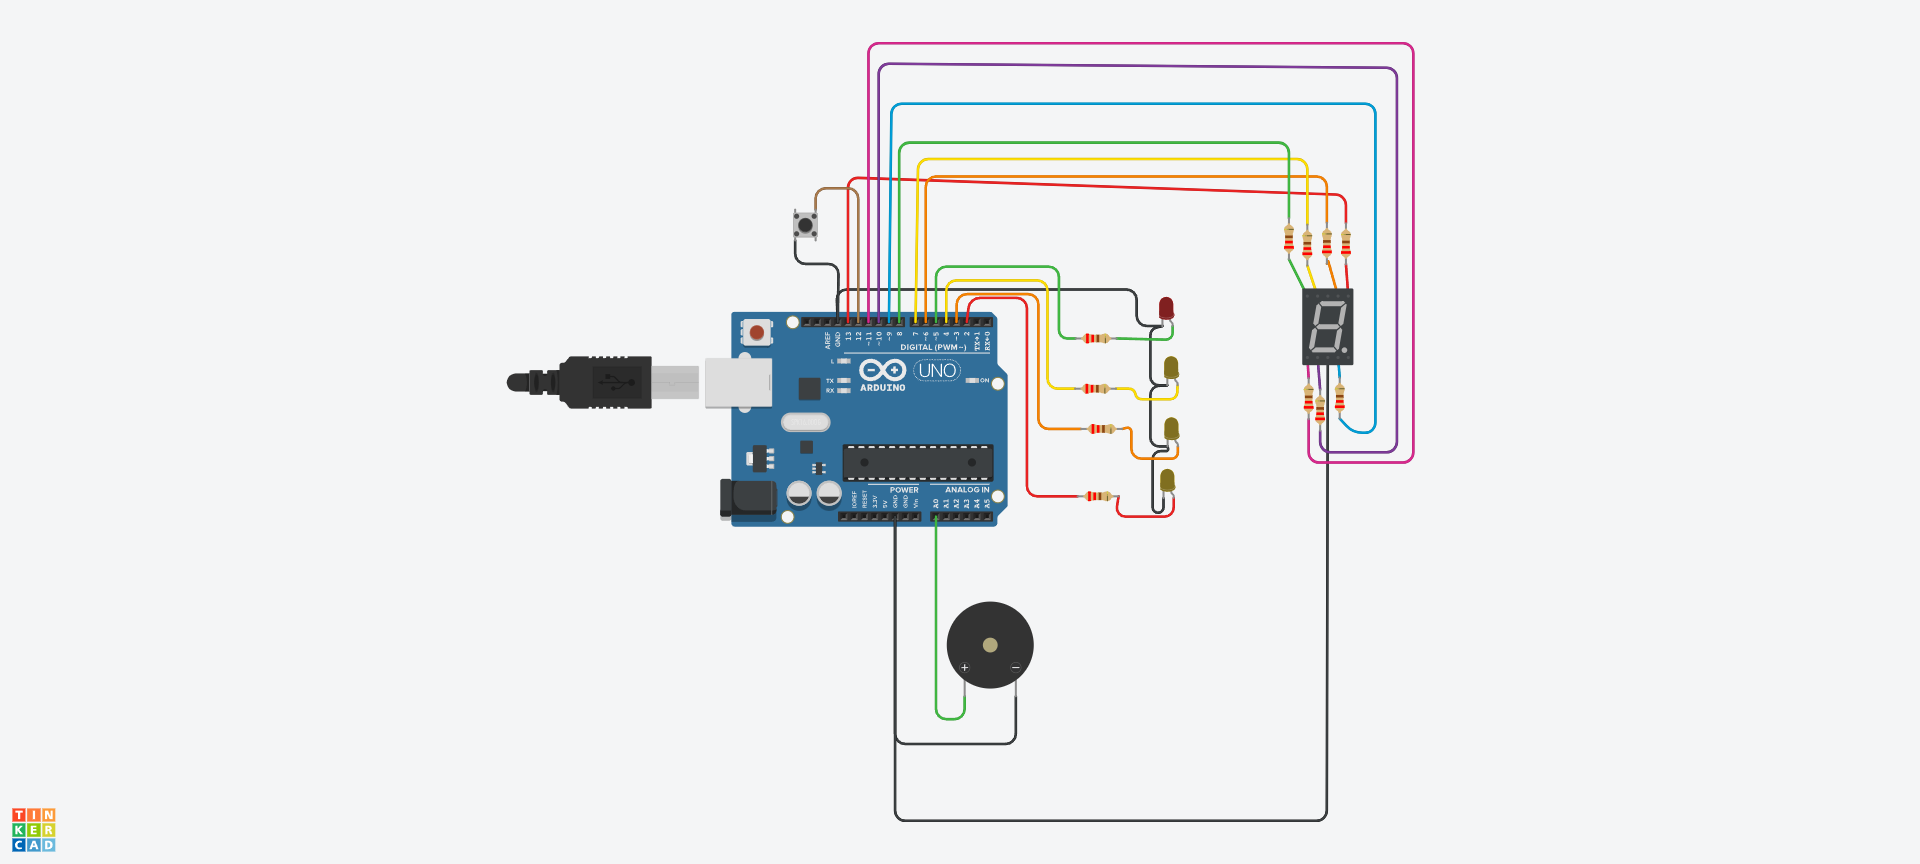 AREF
GND
13
12
~11
~10
~9
8
7
~6
~5
4
~3
2
TX→1
RX←0
DIGITAL (PWM~)
L
TX
RX
ARDUINO
UNO
ON
POWER
ANALOG IN
IOREF
RESET
3.3V
5V
GND
GND
Vin
A0
A1
A2
A3
A4
A5
+
−
TIN
KER
CAD